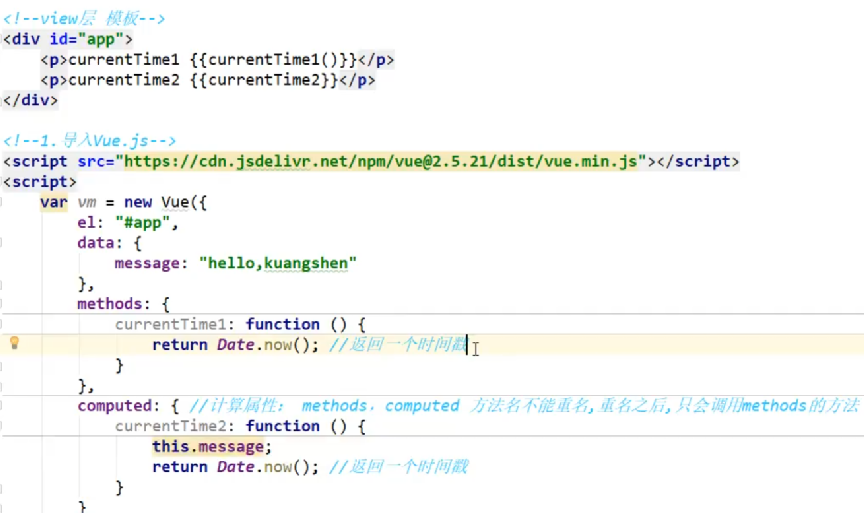 <!--view层 模板-->
<div id="app">
    <p>currentTime1 {{currentTime1()}}</p>
    <p>currentTime2 {{currentTime2}}</p>
</div>
<!--1.导入Vue.js-->
<script src="https://cdn.jsdelivr.net/npm/vue@2.5.21/dist/vue.min.js"></script>
<script>
    var vm = new Vue({
        el: "#app",
        data: {
            message: "hello,kuangshen"
        },
        methods: {
            currentTime1: function () {
                return Date.now(); //返回一个时间戳
            }
        },
        computed: { //计算属性： methods，computed 方法名不能重名,重名之后,只会调用methods的方法
            currentTime2: function () {
                this.message;
                return Date.now(); //返回一个时间戳
            }
        }